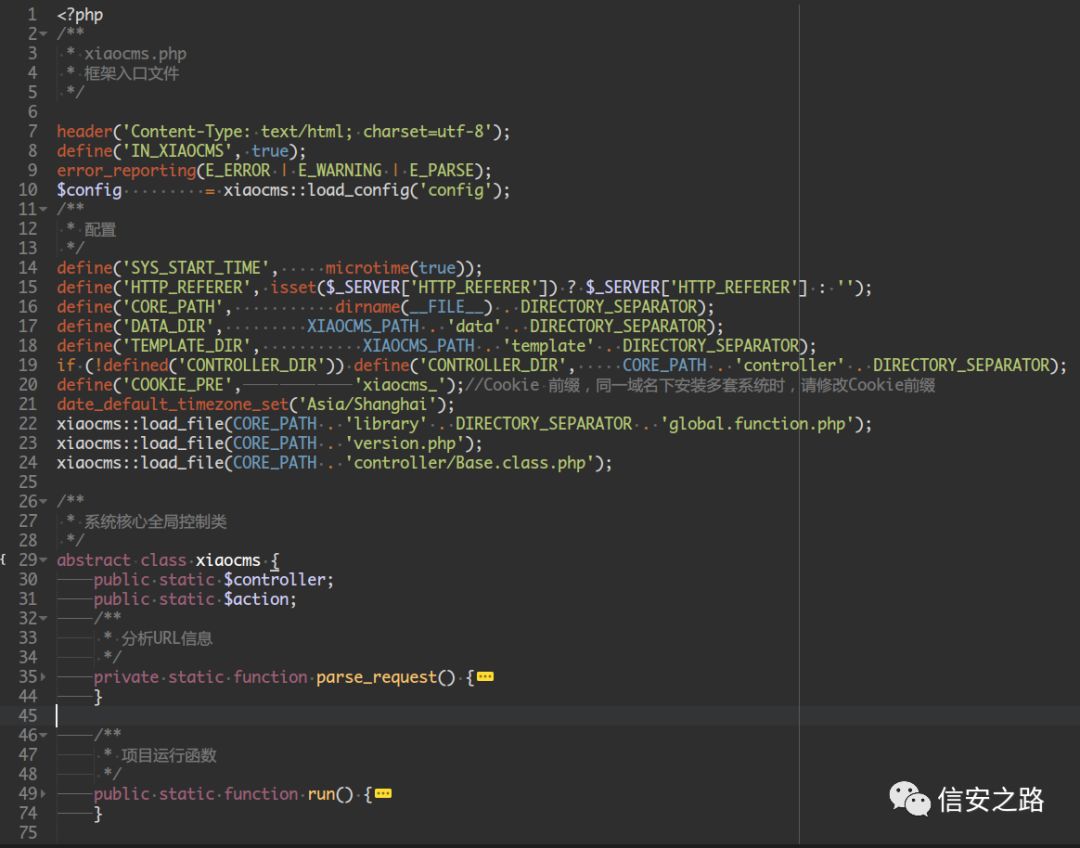 1 <?php
2 /**
3 * xiaocms.php
4 * 框架入口文件
5 */
6
7 header('Content-Type: text/html; charset=utf-8');
8 define('IN_XIAOCMS', true);
9 error_reporting(E_ERROR | E_WARNING | E_PARSE);
10 $config = xiaocms::load_config('config');
11 /**
12 * 配置
13 */
14 define('SYS_START_TIME', microtime(true));
15 define('HTTP_REFERER', isset($_SERVER['HTTP_REFERER']) ? $_SERVER['HTTP_REFERER'] : '');
16 define('CORE_PATH', dirname(__FILE__) . DIRECTORY_SEPARATOR);
17 define('DATA_DIR', XIAOCMS_PATH . 'data' . DIRECTORY_SEPARATOR);
18 define('TEMPLATE_DIR', XIAOCMS_PATH . 'template' . DIRECTORY_SEPARATOR);
19 if (!defined('CONTROLLER_DIR')) define('CONTROLLER_DIR', CORE_PATH . 'controller' . DIRECTORY_SEPARATOR);
20 define('COOKIE_PRE', 'xiaocms_');//Cookie 前缀，同一域名下安装多套系统时，请修改Cookie前缀
21 date_default_timezone_set('Asia/Shanghai');
22 xiaocms::load_file(CORE_PATH . 'library' . DIRECTORY_SEPARATOR . 'global.function.php');
23 xiaocms::load_file(CORE_PATH . 'version.php');
24 xiaocms::load_file(CORE_PATH . 'controller/Base.class.php');
25
26 /**
27 * 系统核心全局控制类
28 */
{ 29 abstract class xiaocms {
30 public static $controller;
31 public static $action;
32 /**
33 * 分析URL信息
34 */
35 private static function parse_request() {
44 }
45
46 /**
47 * 项目运行函数
48 */
49 public static function run() {
74 }
75
信安之路